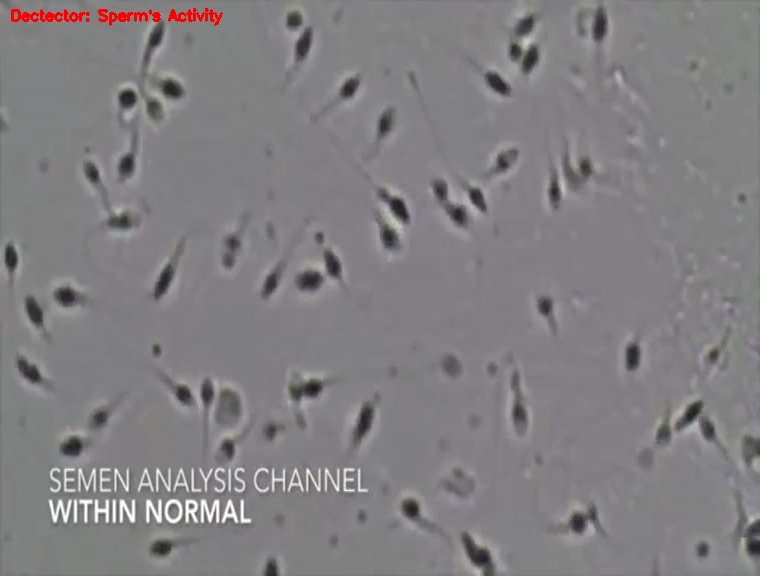 Dectector: Sperm's Activity
SEMEN ANALYSIS CHANNEL
WITHIN NORMAL